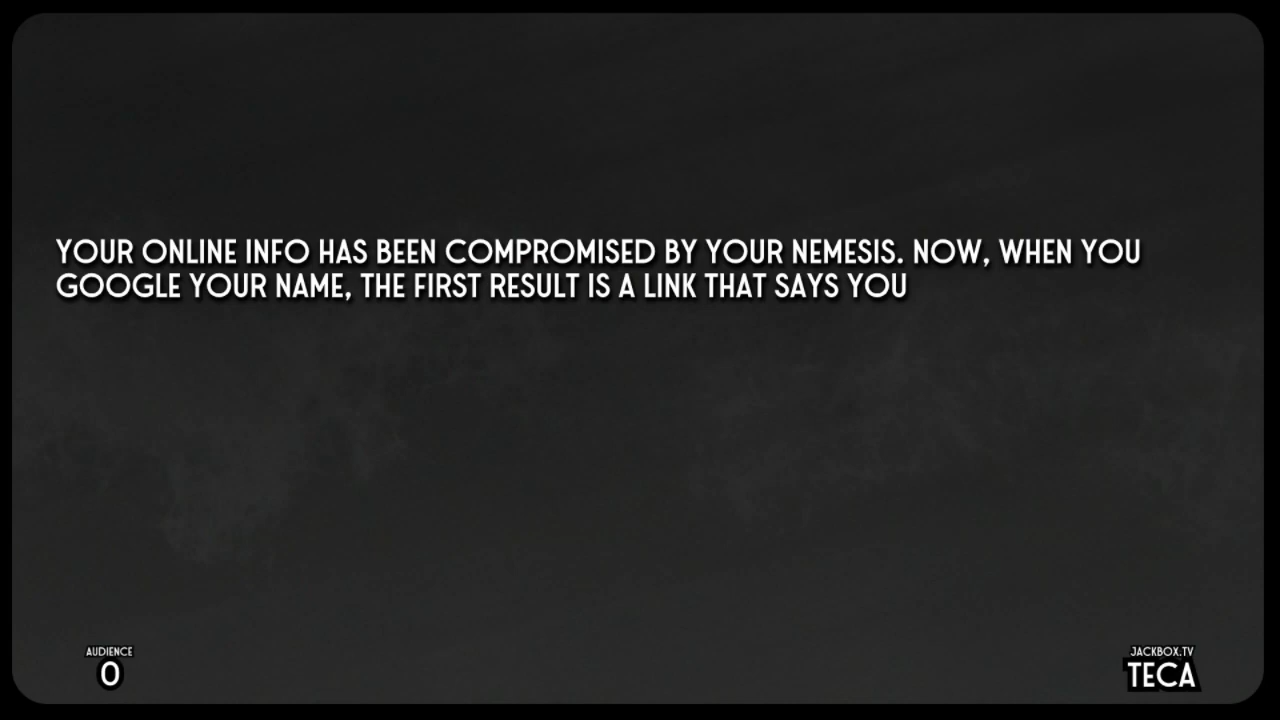 YOUR ONLINE INFO HAS BEEN COMPROMISED BY YOUR NEMESIS. NOW, WHEN YOU
GOOGLE YOUR NAME, THE FIRST RESULT IS A LINK THAT SAYS YOU
AUDIENCE
0
JACKBOX.TV
TECA